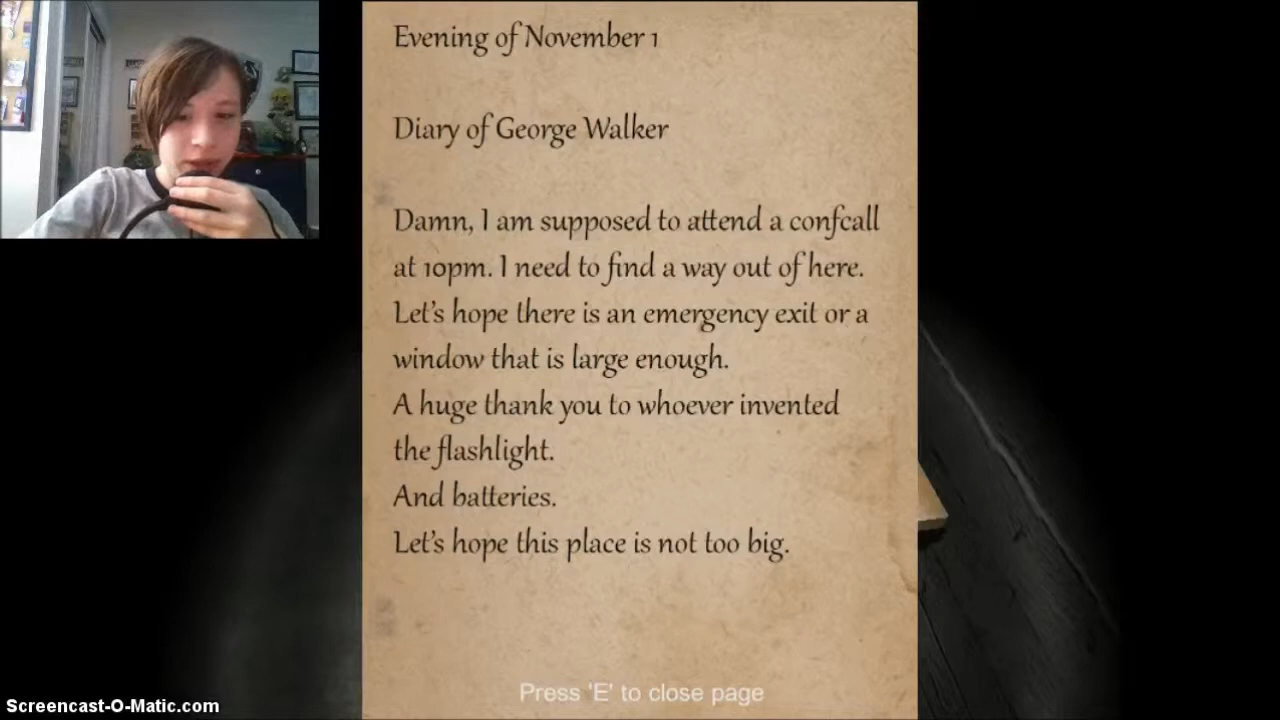 Evening of November 1
Diary of George Walker
Damn, I am supposed to attend a confcall
at 10pm. I need to find a way out of here.
Let's hope there is an emergency exit or a
window that is large enough.
A huge thank you to whoever invented
the flashlight.
And batteries.
Let's hope this place is not too big.
Press 'E' to close page
Screencast-O-Matic.com